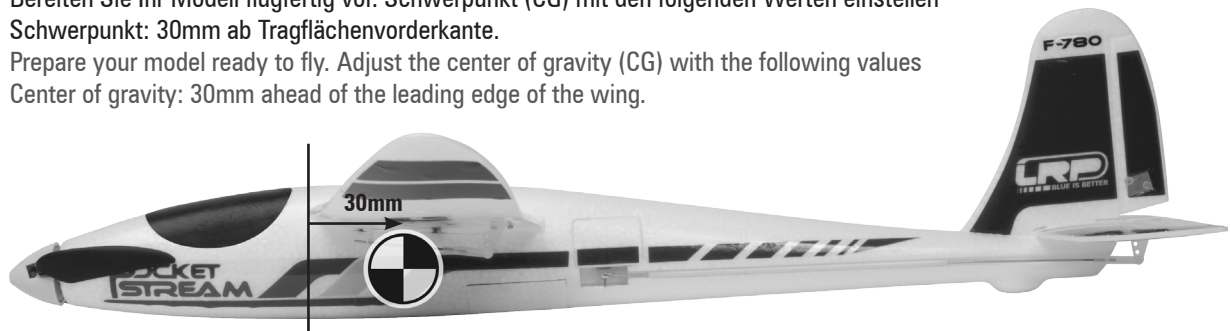 Bereiten Sie Ihr Modell flugfertig vor. Schwerpunkt (CG) mit den folgenden Werten einstellen
Schwerpunkt: 30mm ab Tragflächenvorderkante.
Prepare your model ready to fly. Adjust the center of gravity (CG) with the following values
Center of gravity: 30mm ahead of the leading edge of the wing.
F-780
LRP
BLUE IS BETTER
30mm
STREAM